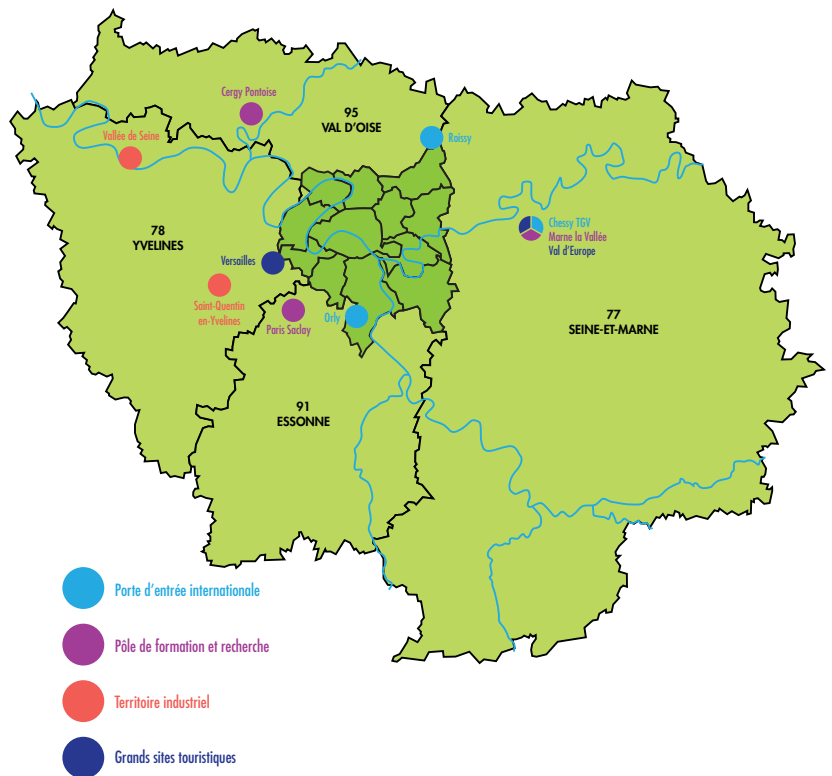 Cergy Pontoise
95
VAL D'OISE
Vallée de Seine
Roissy
78
YVELINES
Chessy TGV
Marne la Vallée
Val d'Europe
Versailles
Saint-Quentin
en-Yvelines
Paris Saclay
Orly
77
SEINE-ET-MARNE
91
ESSONNE
Porte d'entrée internationale
Pôle de formation et recherche
Territoire industriel
Grands sites touristiques